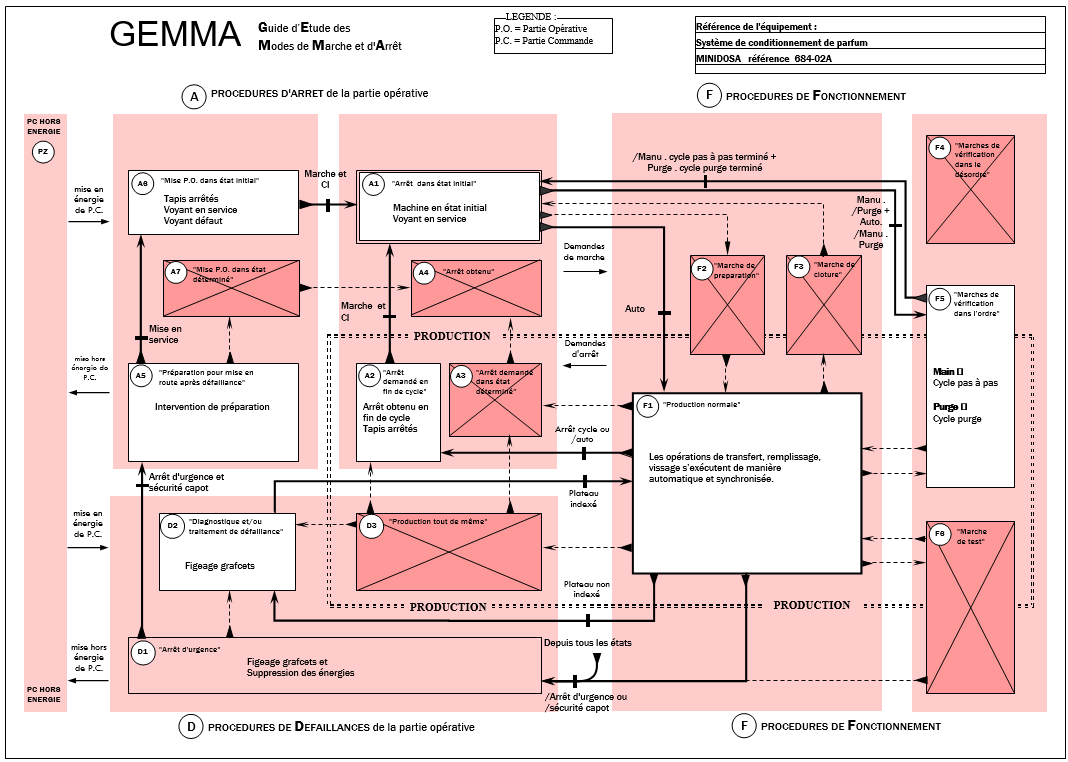 GEMMA
Guide d'Etude des
Modes de Marche et d'Arrêt
LEGENDE :
P.O. = Partie Opérative
P.C. = Partie Commande
Référence de l'équipement :
Système de conditionnement de parfum
MINIDOSA référence 684-02A
A PROCEDURES D'ARRET de la partie opérative
F PROCEDURES DE FONCTIONNEMENT
PC HORS
ENERGIE
PZ
mise en
énergie
de P.C.
A6 "Mise P.O. dans état initial"
Tapis arrêtés
Voyant en service
Voyant défaut
Marche et
CI
A1 "Arrêt dans état initial"
Machine en état initial
Voyant en service
/Manu . cycle pas à pas terminé +
Purge . cycle purge terminé
Manu .
/Purge +
Auto.
/Manu .
Purge
F4 "Marches de
vérification
dans le
désordre"
A7 "Mise P.O. dans état
déterminé"
A4 "Arrêt obtenu"
Demandes
de marche
F2 "Marche de
preparation"
F3 "Marche de
cloture"
F5 "Marches de
vérification
dans l'ordre"
Main
Cycle pas à pas
Purge
Cycle purge
Mise en
service
Marche et
CI
Auto
PRODUCTION
Demandes
d'arrêt
mise hors
énergie de
P.C.
A5 "Préparation pour mise en
route après défaillance"
Intervention de préparation
A2 "Arrêt
demandé en
fin de cycle"
Arrêt obtenu en
fin de cycle
Tapis arrêtés
A3 "Arrêt demandé
dans état
déterminé"
F1 "Production normale"
Les opérations de transfert, remplissage,
vissage s'exécutent de manière
automatique et synchronisée.
Arrêt cycle ou
/auto
Arrêt d'urgence et
sécurité capot
Plateau
indexé
mise en
énergie
de P.C.
D2 "Diagnostique et/ou
traitement de défaillance"
Figeage grafcets
D3 "Production tout de même"
F6 "Marche
de test"
Plateau non
indexé
PRODUCTION
PRODUCTION
mise hors
énergie
de P.C.
D1 "Arrêt d'urgence"
Figeage grafcets et
Suppression des énergies
Depuis tous les états
/Arrêt d'urgence ou
/sécurité capot
PC HORS
ENERGIE
D PROCEDURES DE DEFAILLANCES de la partie opérative
F PROCEDURES DE FONCTIONNEMENT